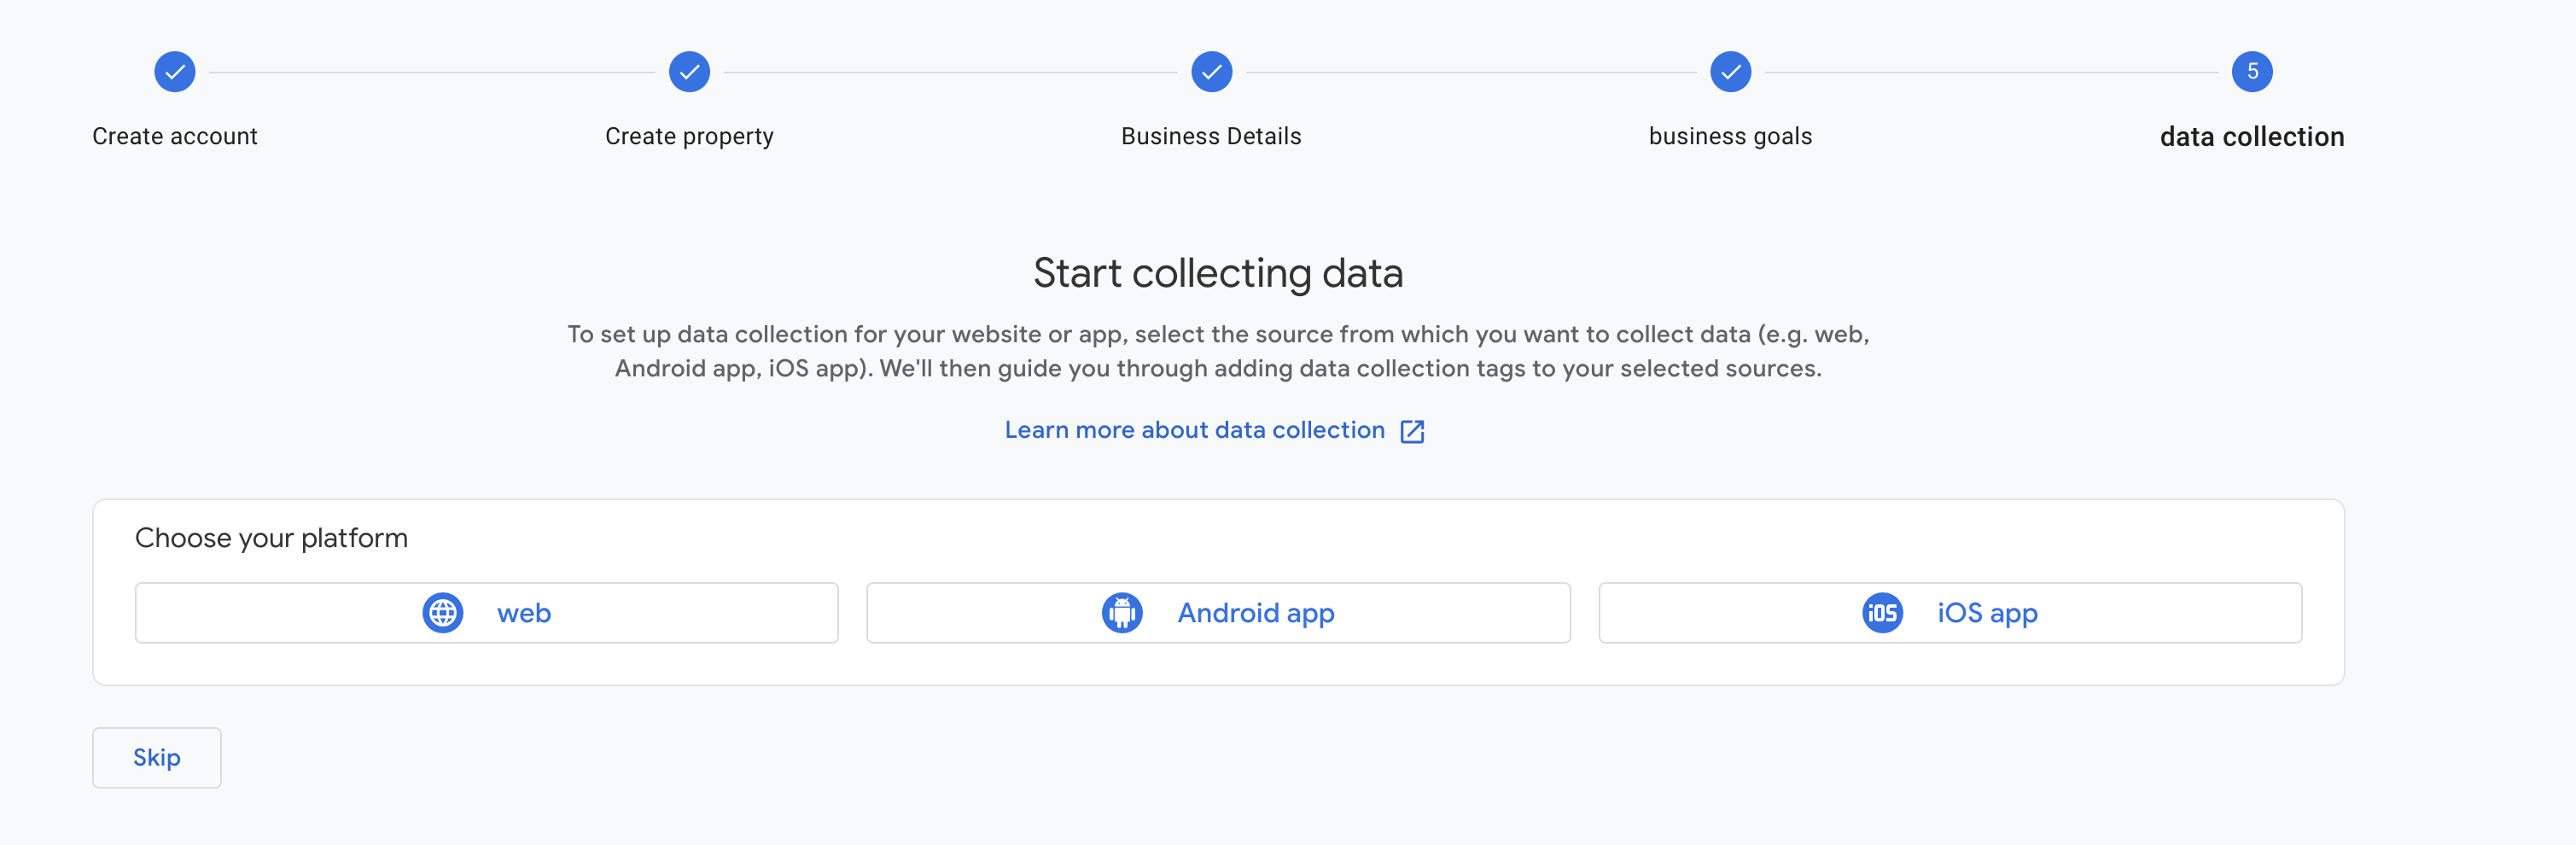 5
Create account
Create property
Business Details
business goals
data collection
Start collecting data
To set up data collection for your website or app, select the source from which you want to collect data (e.g. web,
Android app, iOS app). We'll then guide you through adding data collection tags to your selected sources.
Learn more about data collection
Choose your platform
web
Android app
iOS
iOS app
Skip